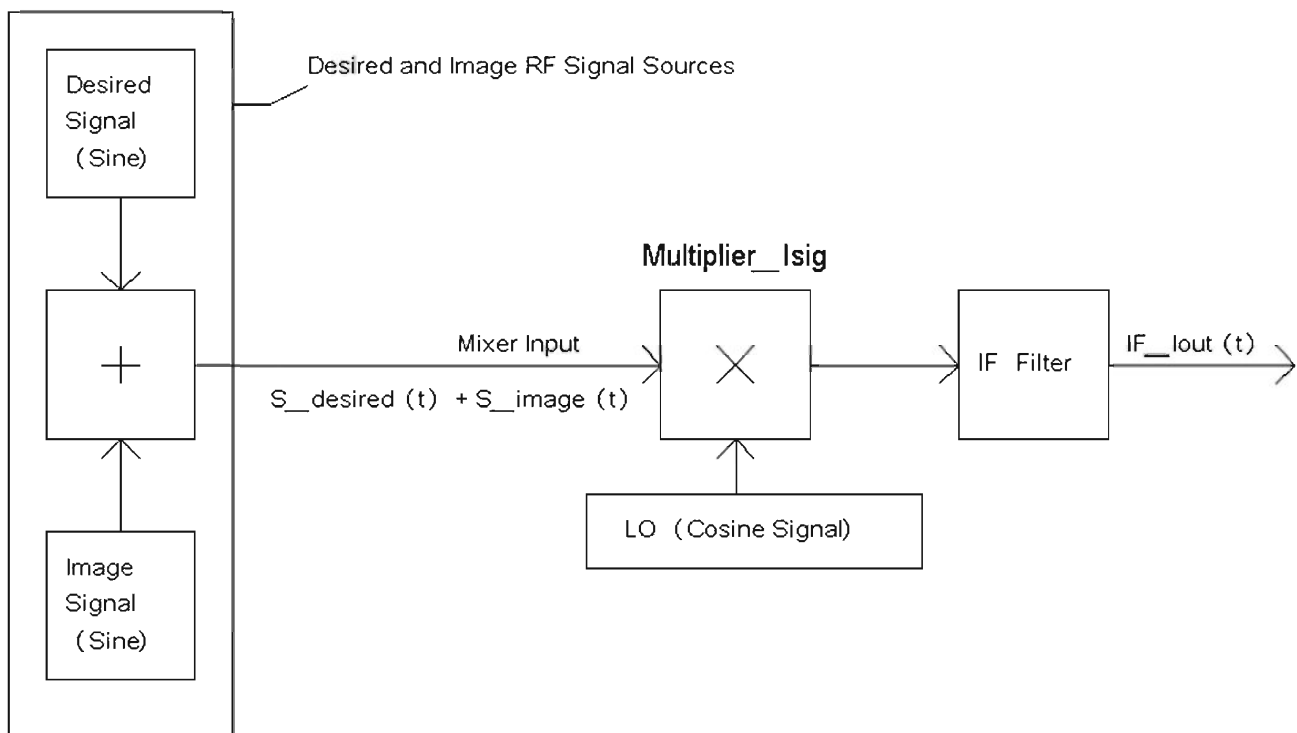 Desired and Image RF Signal Sources
Desired
Signal
(Sine)
+
Image
Signal
(Sine)
Mixer Input
S__desired (t) + S__image (t)
Multiplier__Isig
×
LO (Cosine Signal)
IF Filter
IF__Iout (t)